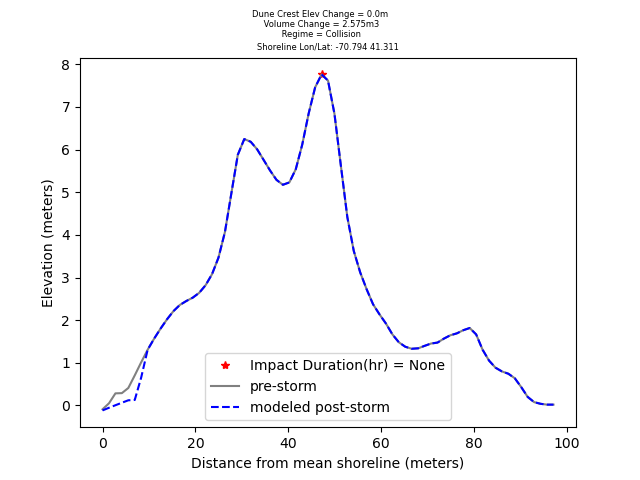 Dune Crest Elev Change = 0.0m
Volume Change = 2.575m3
Regime = Collision
Shoreline Lon/Lat: -70.794 41.311
8
7
6
5
4
3
2
1
0
Elevation (meters)
Impact Duration(hr) = None
pre-storm
modeled post-storm
0 20 40 60 80 100
Distance from mean shoreline (meters)